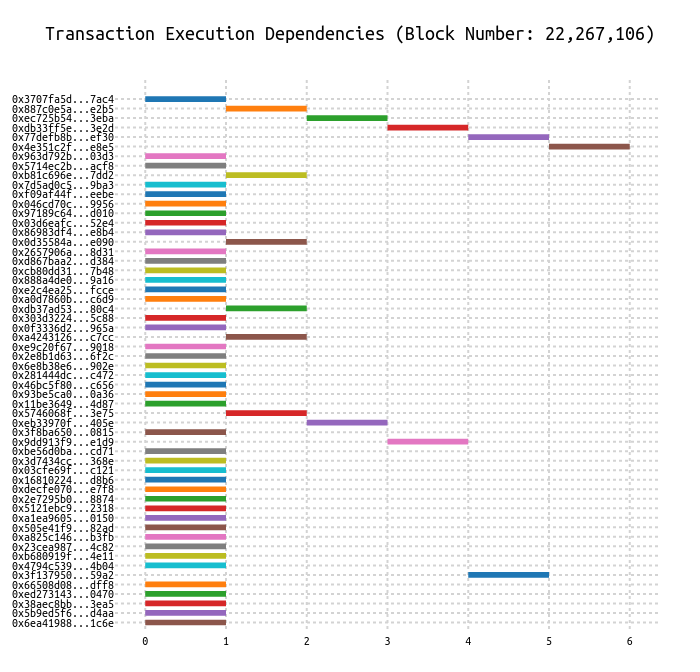 Transaction Execution Dependencies (Block Number: 22,267,106)
0x3707fa5d...7ac4
0x887c0e5a...e2b5
0xec725b54...3eba
0xdb33ff5e...3e2d
0x77defb8b...ef30
0x4e351c2f...e8e5
0x963d792b...03d3
0x5714ec2b...acf8
0xb81c696e...7dd2
0x7d5ad0c5...9ba3
0xf09af44f...eebe
0x046cd70c...9956
0x97189c64...d010
0x03d6eafc...52e4
0x86983df4...e8b4
0x0d35584a...e090
0x2657906a...8d31
0xd867baa2...d384
0xcb80dd31...7b48
0x888a4de0...9a16
0xe2c4ea25...fcce
0xa0d7860b...c6d9
0xdb37ad53...80c4
0x303d3224...5c88
0x0f3336d2...965a
0xa4243126...c7cc
0xe9c20f67...9018
0x2e8b1d63...6f2c
0x6e8b38e6...902e
0x281444dc...c472
0x46bc5f80...c656
0x93be5ca0...0a36
0x11be3649...4d87
0x5746068f...3e75
0xeb33970f...405e
0x3f8ba650...0815
0x9dd913f9...e1d9
0xbe56d0ba...cd71
0x3d7434cc...368e
0x03cfe69f...c121
0x16810224...d8b6
0xdecfe070...e7f8
0x2e7295b0...8874
0x5121ebc9...2318
0xa1ea9605...0150
0x505e41f9...82ad
0xa825c146...b3fb
0x23cea987...4c82
0xb680919f...4e11
0x4794c539...4b04
0x3f137950...59a2
0x66508d08...dff8
0xed273143...0470
0x38aec8bb...3ea5
0x5b9ed5f6...d4aa
0x6ea41988...1c6e
0 1 2 3 4 5 6